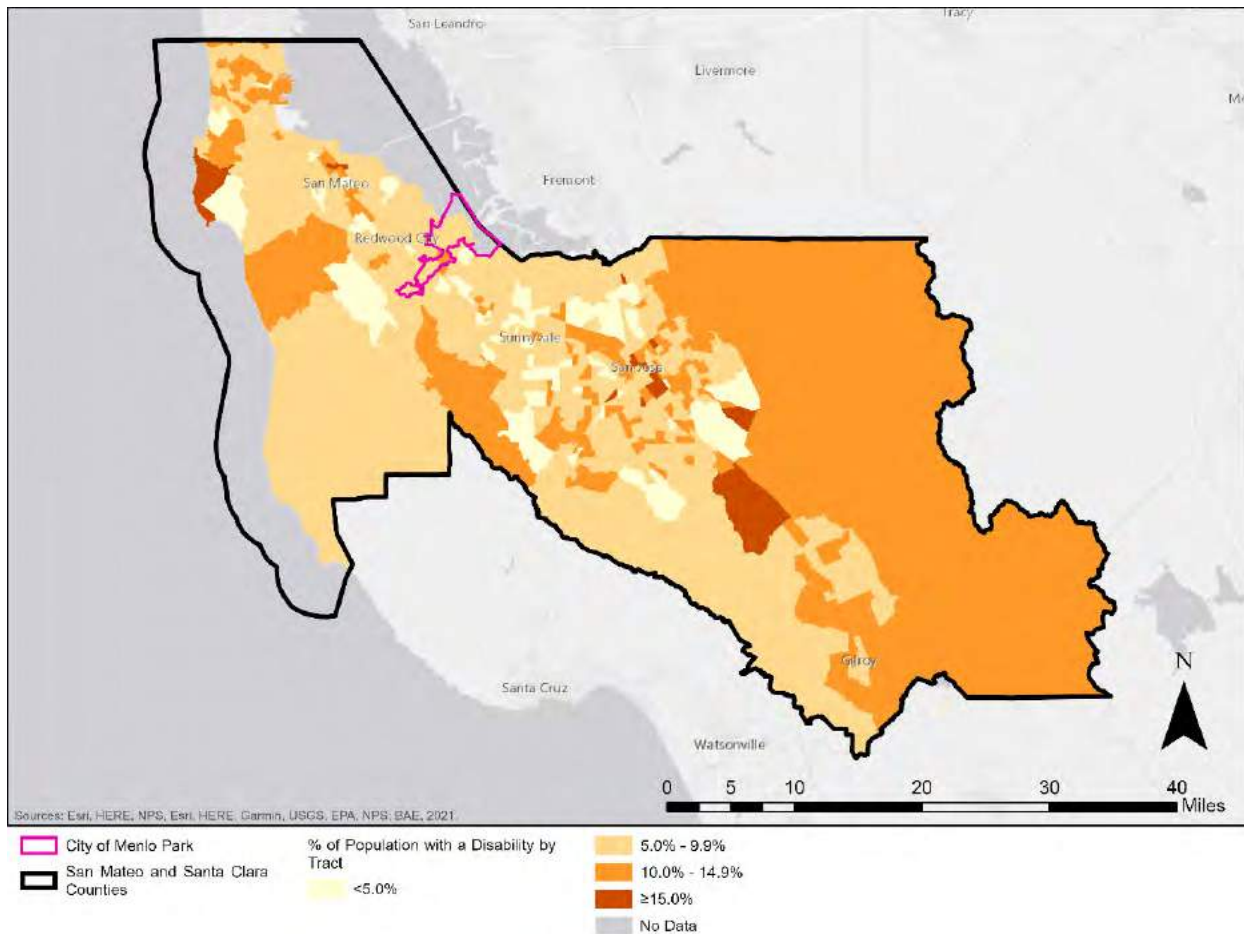 San Leandro
Tracy
Livermore
Fremont
San Mateo
Redwood City
Sunnyvale
San Jose
Gilroy
Santa Cruz
Watsonville
N
0 5 10 20 30 40
Miles
Sources: Esri, HERE, NPS, Esri, HERE, Garmin, USGS, EPA, NPS; BAE, 2021.
City of Menlo Park
San Mateo and Santa Clara
Counties
% of Population with a Disability by
Tract
<5.0%
5.0% - 9.9%
10.0% - 14.9%
≥15.0%
No Data